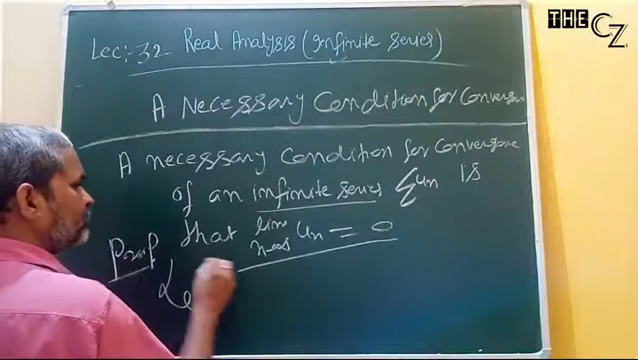 THE CZ
Lec:-32- Real Analysis (Infinite series)
A Necessary Condition for Convergence
A necessary Condition for Convergence
of an infinite series ∑un is
that lim n→∞ un = 0
Proof
Le